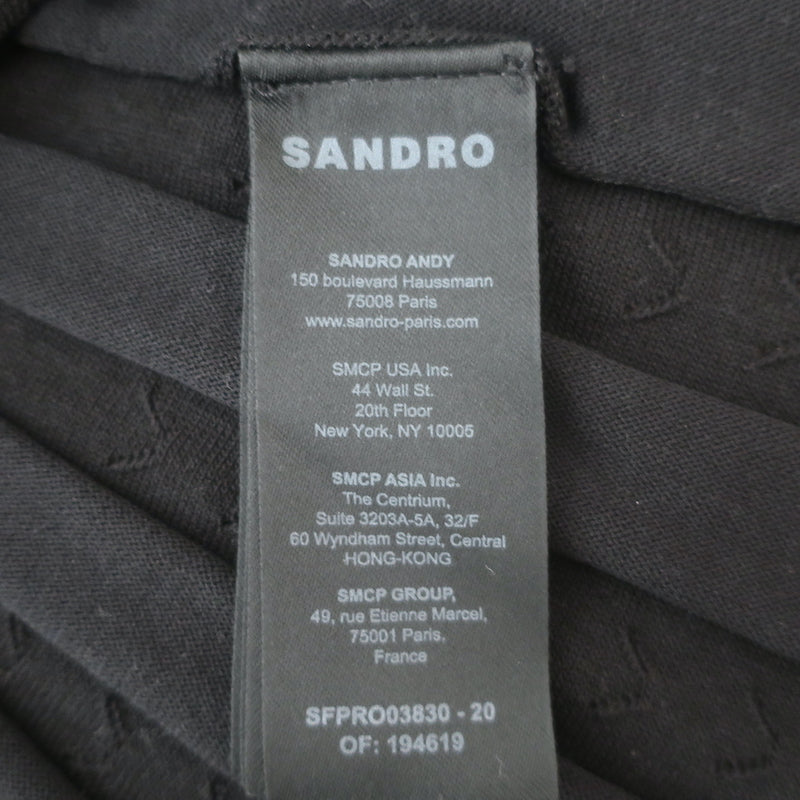 SANDRO
SANDRO ANDY
150 boulevard Haussmann
75008 Paris
www.sandro-paris.com
SMCP USA Inc.
44 Wall St.
20th Floor
New York, NY 10005
SMCP ASIA Inc.
The Centrium,
Suite 3203A-5A, 32/F
60 Wyndham Street, Central
HONG-KONG
SMCP GROUP,
49, rue Etienne Marcel,
75001 Paris,
France
SFPRO03830 - 20
OF: 194619